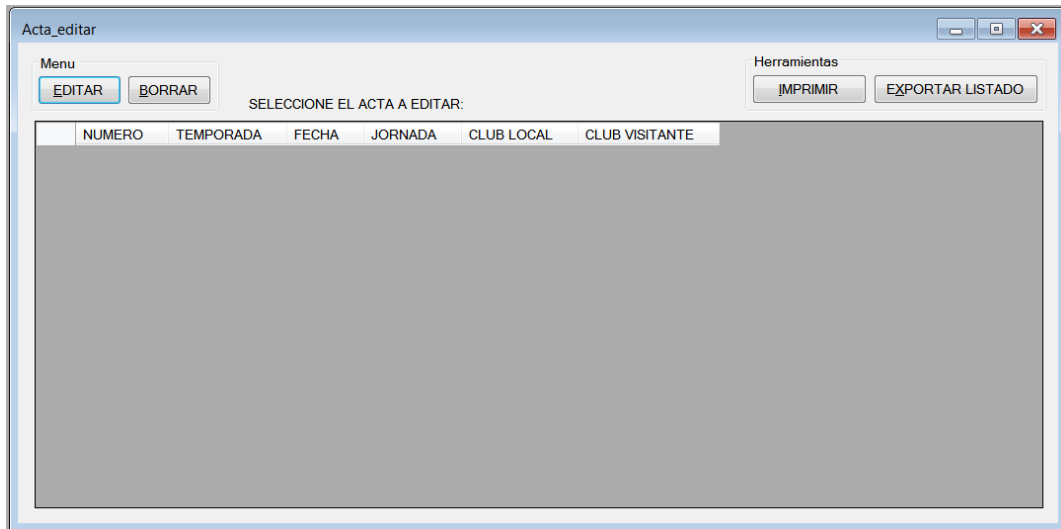 Acta_editar
Menu
EDITAR BORRAR
SELECCIONE EL ACTA A EDITAR:
Herramientas
IMPRIMIR EXPORTAR LISTADO
NUMERO TEMPORADA FECHA JORNADA CLUB LOCAL CLUB VISITANTE